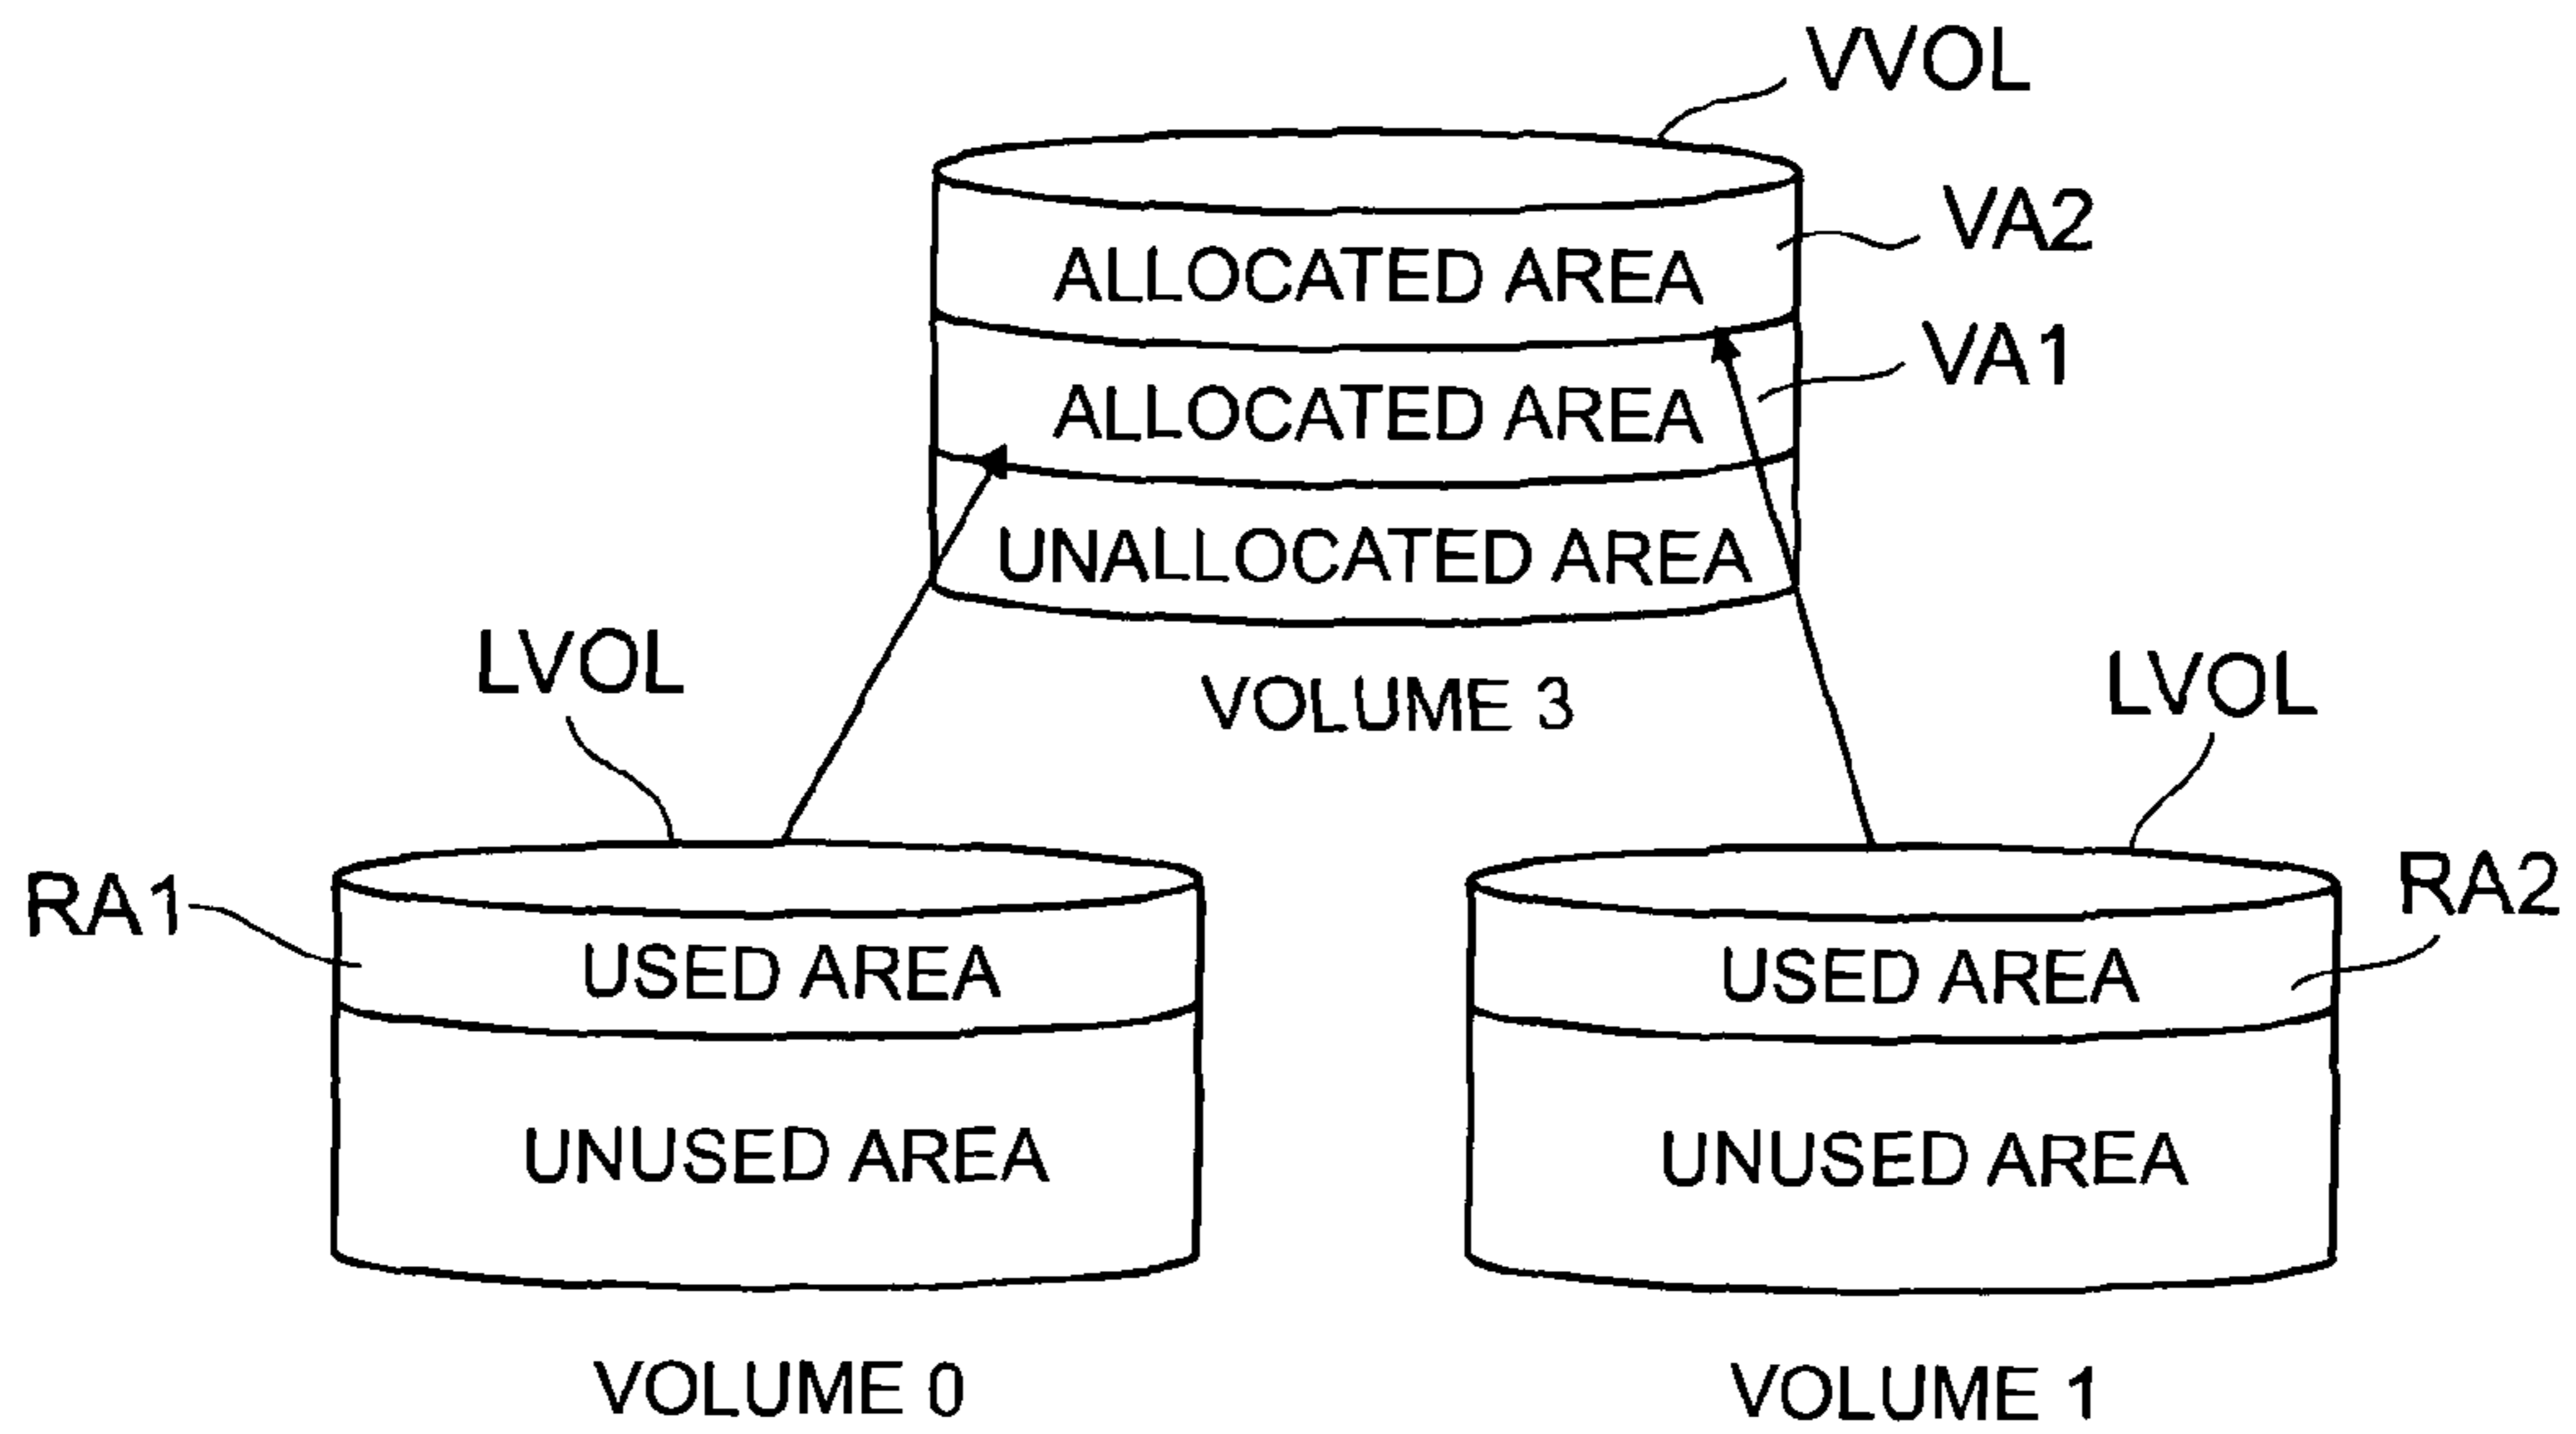 VVOL
VA2
ALLOCATED AREA
VA1
ALLOCATED AREA
UNALLOCATED AREA
VOLUME 3
LVOL
LVOL
RA1
RA2
USED AREA
USED AREA
UNUSED AREA
UNUSED AREA
VOLUME 0
VOLUME 1